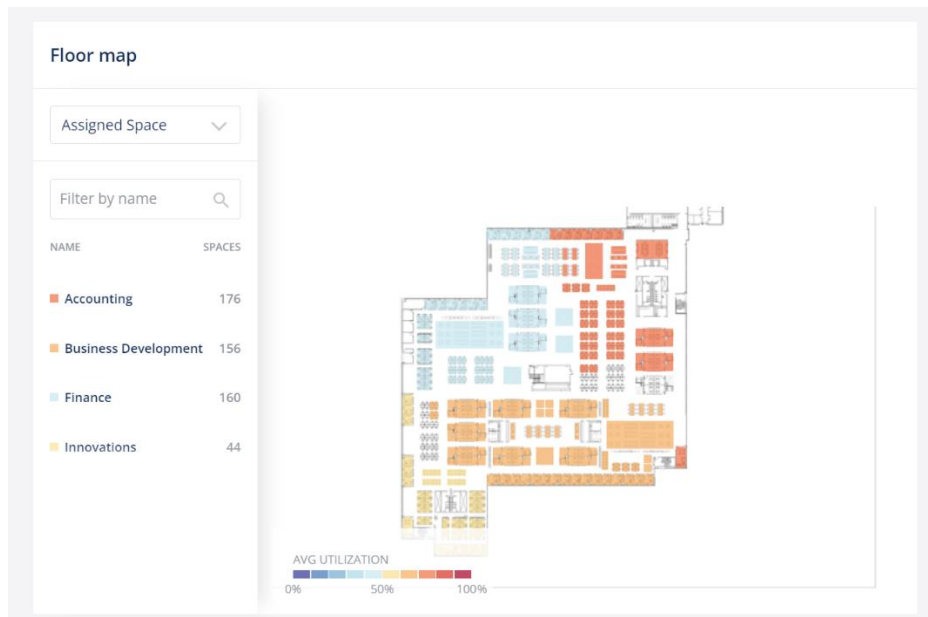 Floor map
Assigned Space
Filter by name
NAME SPACES
Accounting 176
Business Development 156
Finance 160
Innovations 44
AVG UTILIZATION
0% 50% 100%